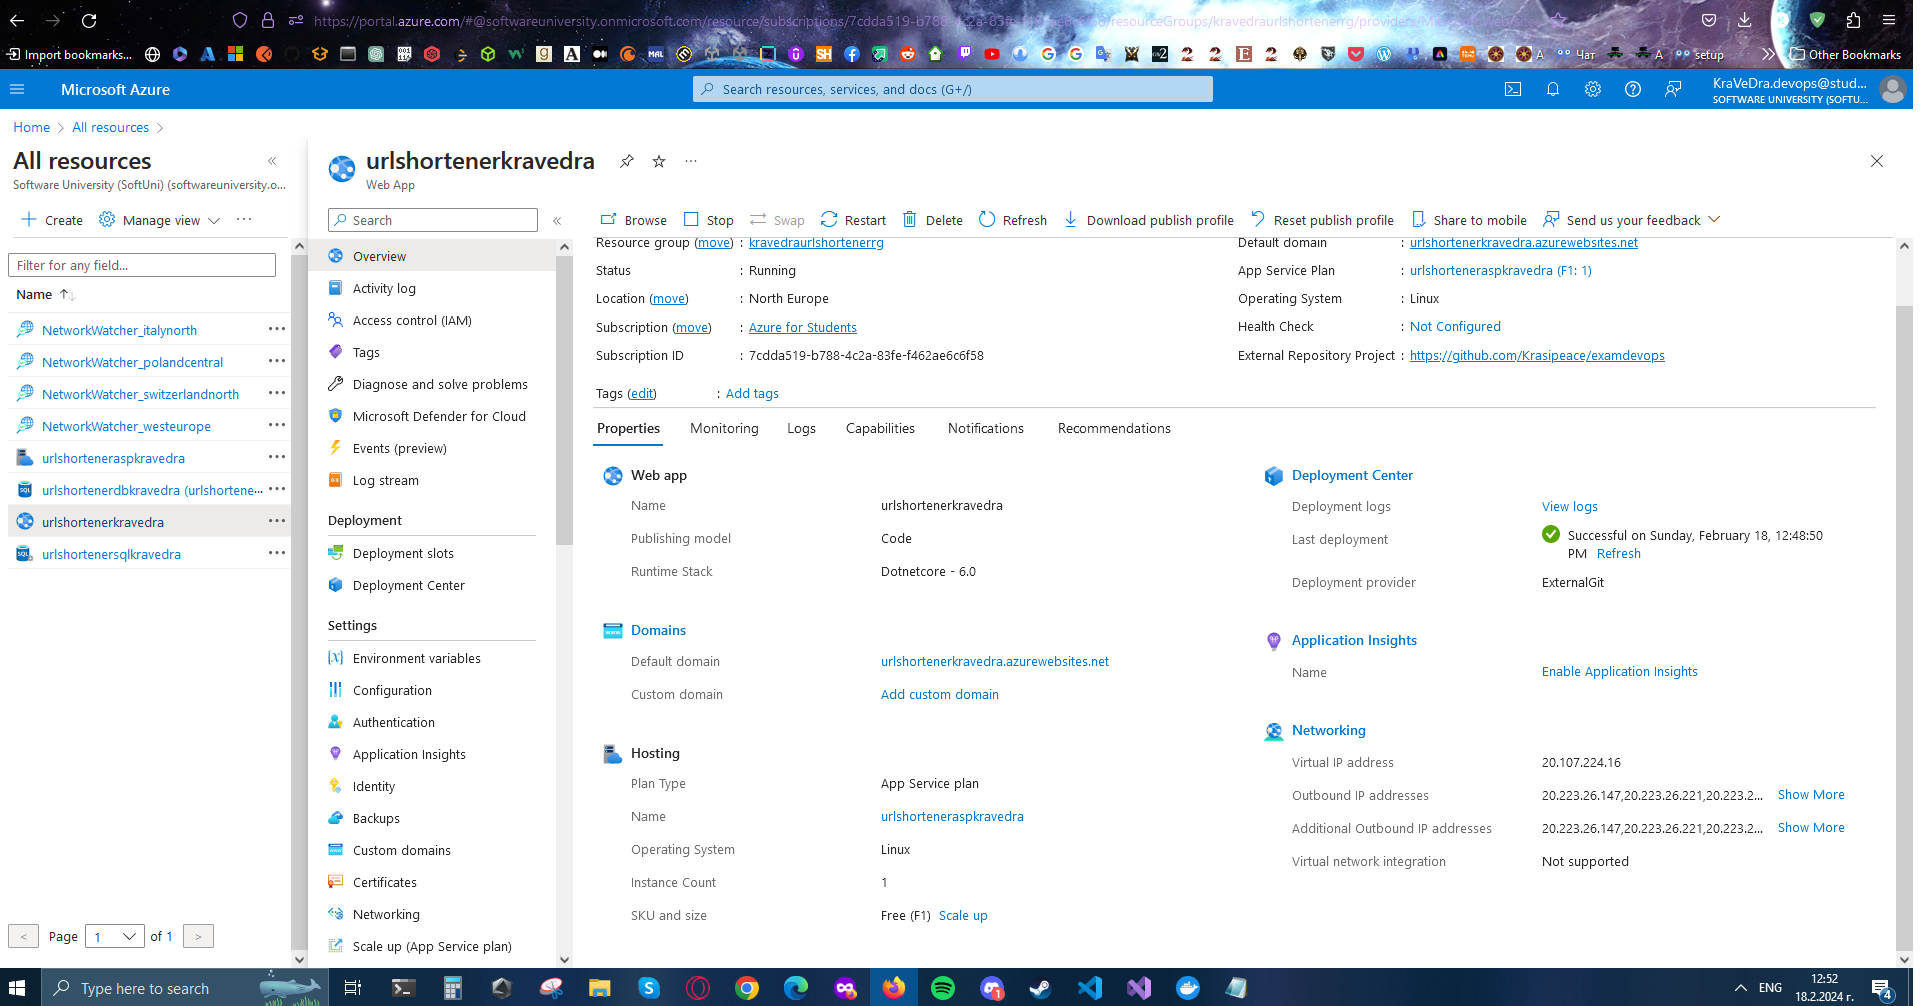 https://portal.azure.com/#@softwareuniversity.onmicrosoft.com/resource/subscriptions/7cdda519-b788-4c2a-83fe-f462ae6c6f58/resourceGroups/kravedraurlshortenerrg/providers/Microsoft.Web/sites
Import bookmarks...
A
Чат
A
setup
Other Bookmarks
Microsoft Azure
Search resources, services, and docs (G+/)
KraVeDra.devops@stud...
SOFTWARE UNIVERSITY (SOFTU...
Home > All resources >
All resources
Software University (SoftUni) (softwareuniversity.o...
Create
Manage view
Filter for any field...
Name
NetworkWatcher_italynorth
NetworkWatcher_polandcentral
NetworkWatcher_switzerlandnorth
NetworkWatcher_westeurope
urlshorteneraspkravedra
urlshortenerdbkravedra (urlshortene...
urlshortenerkravedra
urlshortenersqlkravedra
< Page 1 of 1 >
urlshortenerkravedra
Web App
Search
Overview
Activity log
Access control (IAM)
Tags
Diagnose and solve problems
Microsoft Defender for Cloud
Events (preview)
Log stream
Deployment
Deployment slots
Deployment Center
Settings
Environment variables
Configuration
Authentication
Application Insights
Identity
Backups
Custom domains
Certificates
Networking
Scale up (App Service plan)
Browse Stop Swap Restart Delete Refresh Download publish profile Reset publish profile Share to mobile Send us your feedback
Resource group (move) : kravedraurlshortenerrg
Status : Running
Location (move) : North Europe
Subscription (move) : Azure for Students
Subscription ID : 7cdda519-b788-4c2a-83fe-f462ae6c6f58
Default domain : urlshortenerkravedra.azurewebsites.net
App Service Plan : urlshorteneraspkravedra (F1: 1)
Operating System : Linux
Health Check : Not Configured
External Repository Project : https://github.com/Krasipeace/examdevops
Tags (edit) : Add tags
Properties Monitoring Logs Capabilities Notifications Recommendations
Web app
Name urlshortenerkravedra
Publishing model Code
Runtime Stack Dotnetcore - 6.0
Domains
Default domain urlshortenerkravedra.azurewebsites.net
Custom domain Add custom domain
Hosting
Plan Type App Service plan
Name urlshorteneraspkravedra
Operating System Linux
Instance Count 1
SKU and size Free (F1) Scale up
Deployment Center
Deployment logs View logs
Last deployment Successful on Sunday, February 18, 12:48:50
PM Refresh
Deployment provider ExternalGit
Application Insights
Name Enable Application Insights
Networking
Virtual IP address 20.107.224.16
Outbound IP addresses 20.223.26.147,20.223.26.221,20.223.2... Show More
Additional Outbound IP addresses 20.223.26.147,20.223.26.221,20.223.2... Show More
Virtual network integration Not supported
Type here to search
ENG
12:52
18.2.2024 г.
4